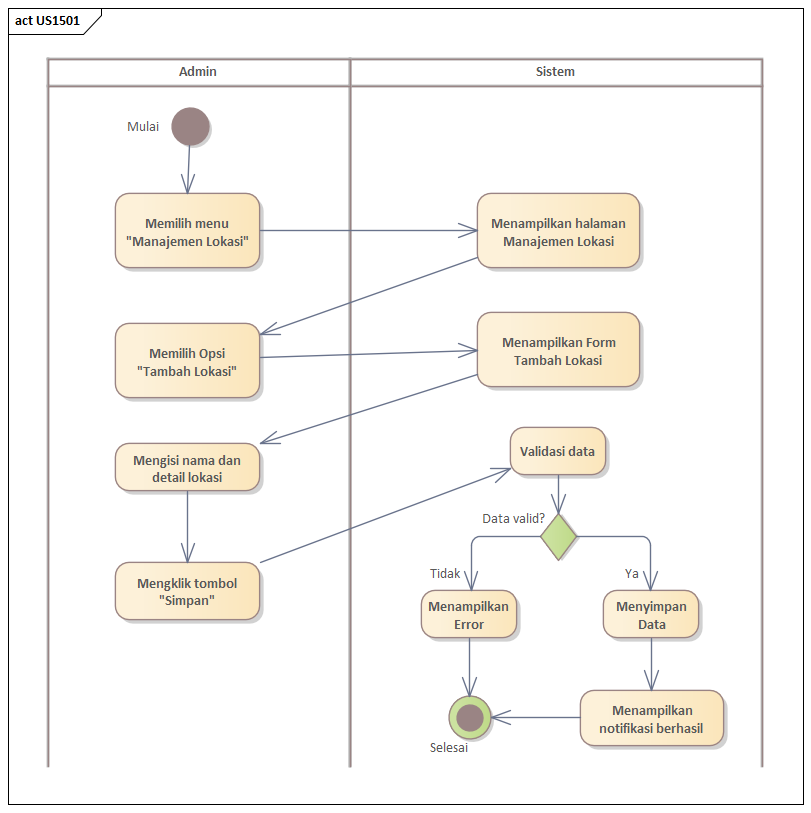 act US1501
Admin
Sistem
Mulai
Memilih menu
"Manajemen Lokasi"
Menampilkan halaman
Manajemen Lokasi
Memilih Opsi
"Tambah Lokasi"
Menampilkan Form
Tambah Lokasi
Mengisi nama dan
detail lokasi
Mengklik tombol
"Simpan"
Validasi data
Data valid?
Tidak
Ya
Menampilkan
Error
Menyimpan
Data
Menampilkan
notifikasi berhasil
Selesai